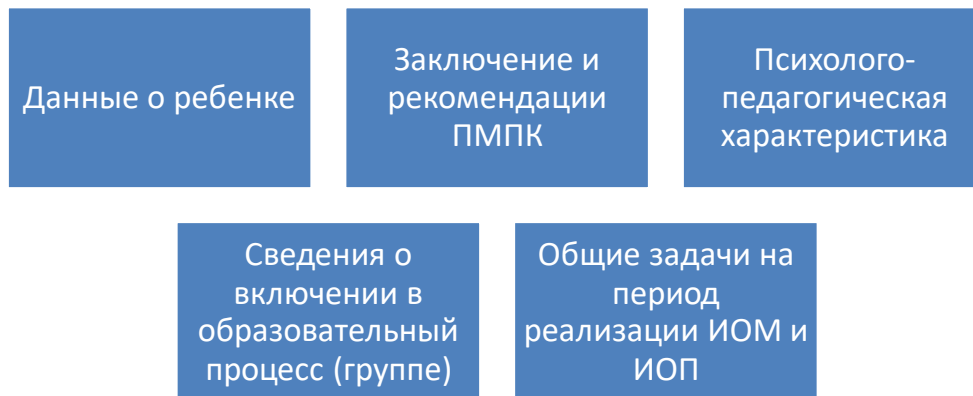 Данные о ребенке
Заключение и
рекомендации
ПМПК
Психолого-
педагогическая
характеристика
Сведения о
включении в
образовательный
процесс (группе)
Общие задачи на
период
реализации ИОМ и
ИОП